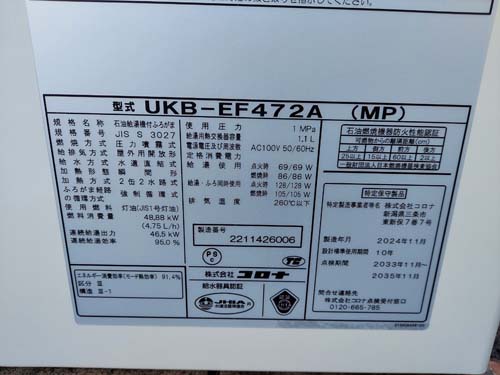 型式 UKB-EF472A (MP)
規格名称 石油給湯機付ふろがま
規格番号 JIS S 3027
燃焼方式 圧力噴霧式
給排気方式 屋外用開放形
給水方式 水道直結式
加熱形態 瞬間形
加熱方式 2缶2水路式
ふろがま経路の循環方式 強制循環式
使用燃料 灯油(JIS1号灯油)
燃料消費量 48.88 kW
(4.75 L/h)
連続給湯出力 46.5 kW
連続給湯効率 95.0 %
使用圧力 1 MPa
給湯用熱交換器容量 1.1 L
電源電圧及び周波数 AC100V 50/60Hz
定格消費電力
給湯 点火時 69/69 W
燃焼時 86/88 W
給湯・ふろ同時使用 点火時 128/128 W
燃焼時 105/105 W
排気温度 260℃以下
製造番号
2211426006
PS C
株式会社 コロナ
給水器具認証
JHIA
エネルギー消費効率(モード熱効率) 91.4%
区分 Ⅲ
構造 Ⅲ-1
石油燃焼機器防火性能認証
可燃物からの離隔距離(cm)
上方 側方 前方 後方
25以上 15以上 60以上 2以上
一般財団法人日本燃焼機器検査協会
特定保守製品
特定製造事業者等名 株式会社コロナ
新潟県三条市
東新保7番7号
製造年月 2024年11月
設計標準使用期間 10年
点検期間 2033年11月〜
2035年11月
問合せ連絡先
株式会社コロナ点検受付窓口
0120-665-785